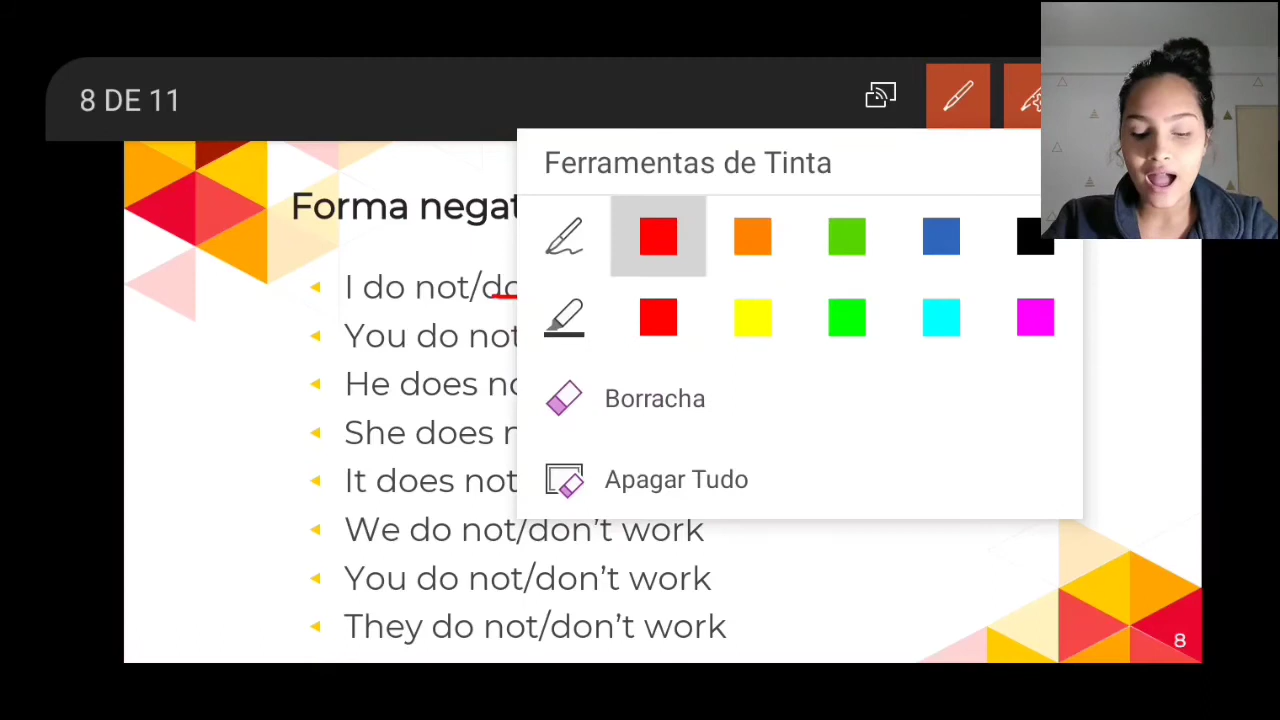 8 DE 11
Ferramentas de Tinta
Forma negat
I do not/do
You do not
He does no
She does n
It does not
Borracha
Apagar Tudo
We do not/don't work
You do not/don't work
They do not/don't work
8